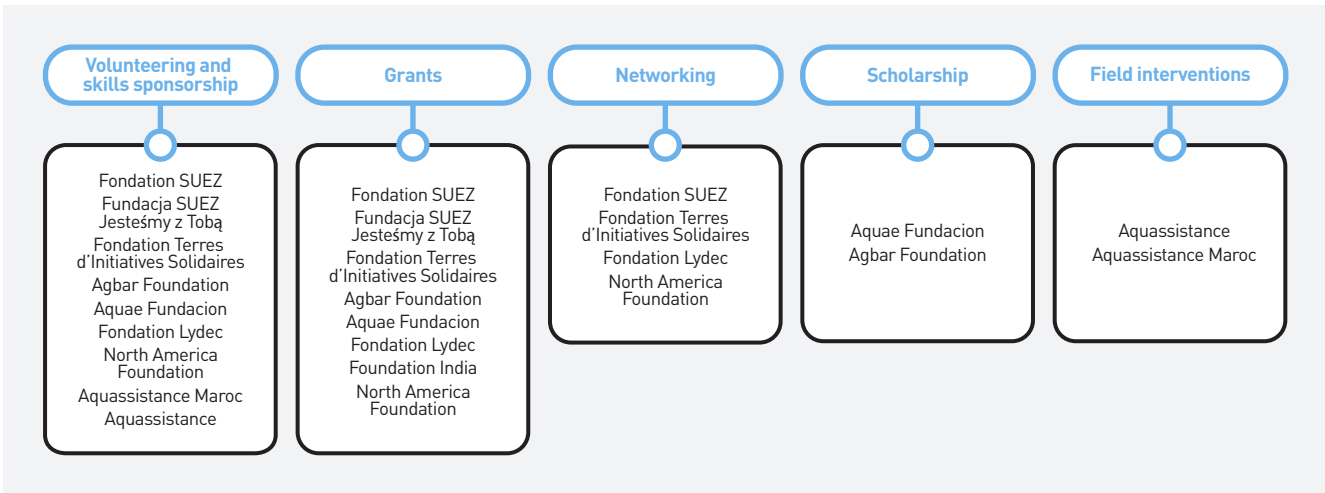 Volunteering and
skills sponsorship
Fondation SUEZ
Fundacja SUEZ
Jesteśmy z Tobą
Fondation Terres
d'Initiatives Solidaires
Agbar Foundation
Aquae Fundacion
Fondation Lydec
North America
Foundation
Aquassistance Maroc
Aquassistance
Grants
Fondation SUEZ
Fundacja SUEZ
Jesteśmy z Tobą
Fondation Terres
d'Initiatives Solidaires
Agbar Foundation
Aquae Fundacion
Fondation Lydec
Foundation India
North America
Foundation
Networking
Fondation SUEZ
Fondation Terres
d'Initiatives Solidaires
Fondation Lydec
North America
Foundation
Scholarship
Aquae Fundacion
Agbar Foundation
Field interventions
Aquassistance
Aquassistance Maroc